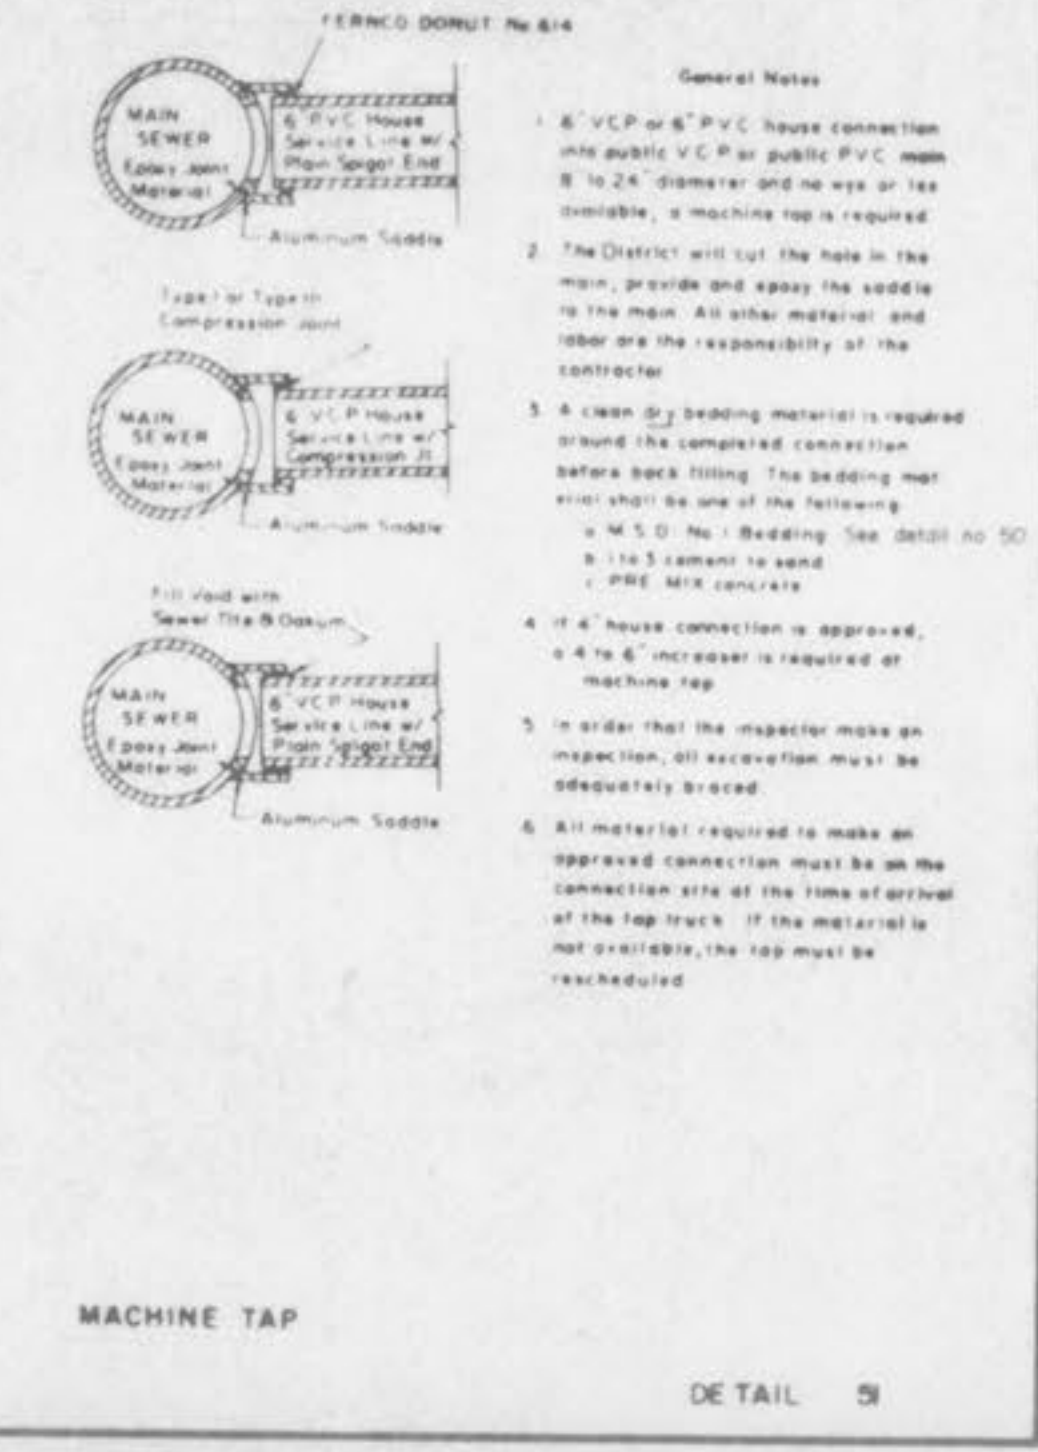 FERNCO DONUT No 614
MAIN
SEWER
Epoxy Joint
Material
6" PVC House
Service Line w/
Plain Spigot End
Aluminum Saddle
Type I or Type III
Compression Joint
MAIN
SEWER
Epoxy Joint
Material
6 VCP House
Service Line w/
Compression Jt.
Aluminum Saddle
Fill Void with
Sewer Tite & Oakum
MAIN
SEWER
Epoxy Joint
Material
6" VCP House
Service Line w/
Plain Spigot End
Aluminum Saddle
General Notes
1. 6" VCP or 6" PVC house connection
into public VCP or public PVC main
8" to 24" diameter and no wye or tee
available, a machine tap is required
2. The District will cut the hole in the
main, provide and epoxy the saddle
to the main. All other material and
labor are the responsibilty of the
contractor
3. A clean dry bedding material is required
around the completed connection
before back filling. The bedding mat
erial shall be one of the following
a M.S.D. No 1 Bedding See detail no 50
b 1 to 3 cement to sand
c PRE MIX concrete
4 If 4" house connection is approved,
a 4 to 6" increaser is required at
machine tap
5 In order that the inspector make an
inspection, all excavation must be
adequately braced
6 All material required to make an
approved connection must be on the
connection site at the time of arrival
of the tap truck. If the material is
not available, the tap must be
rescheduled
MACHINE TAP
DETAIL 51